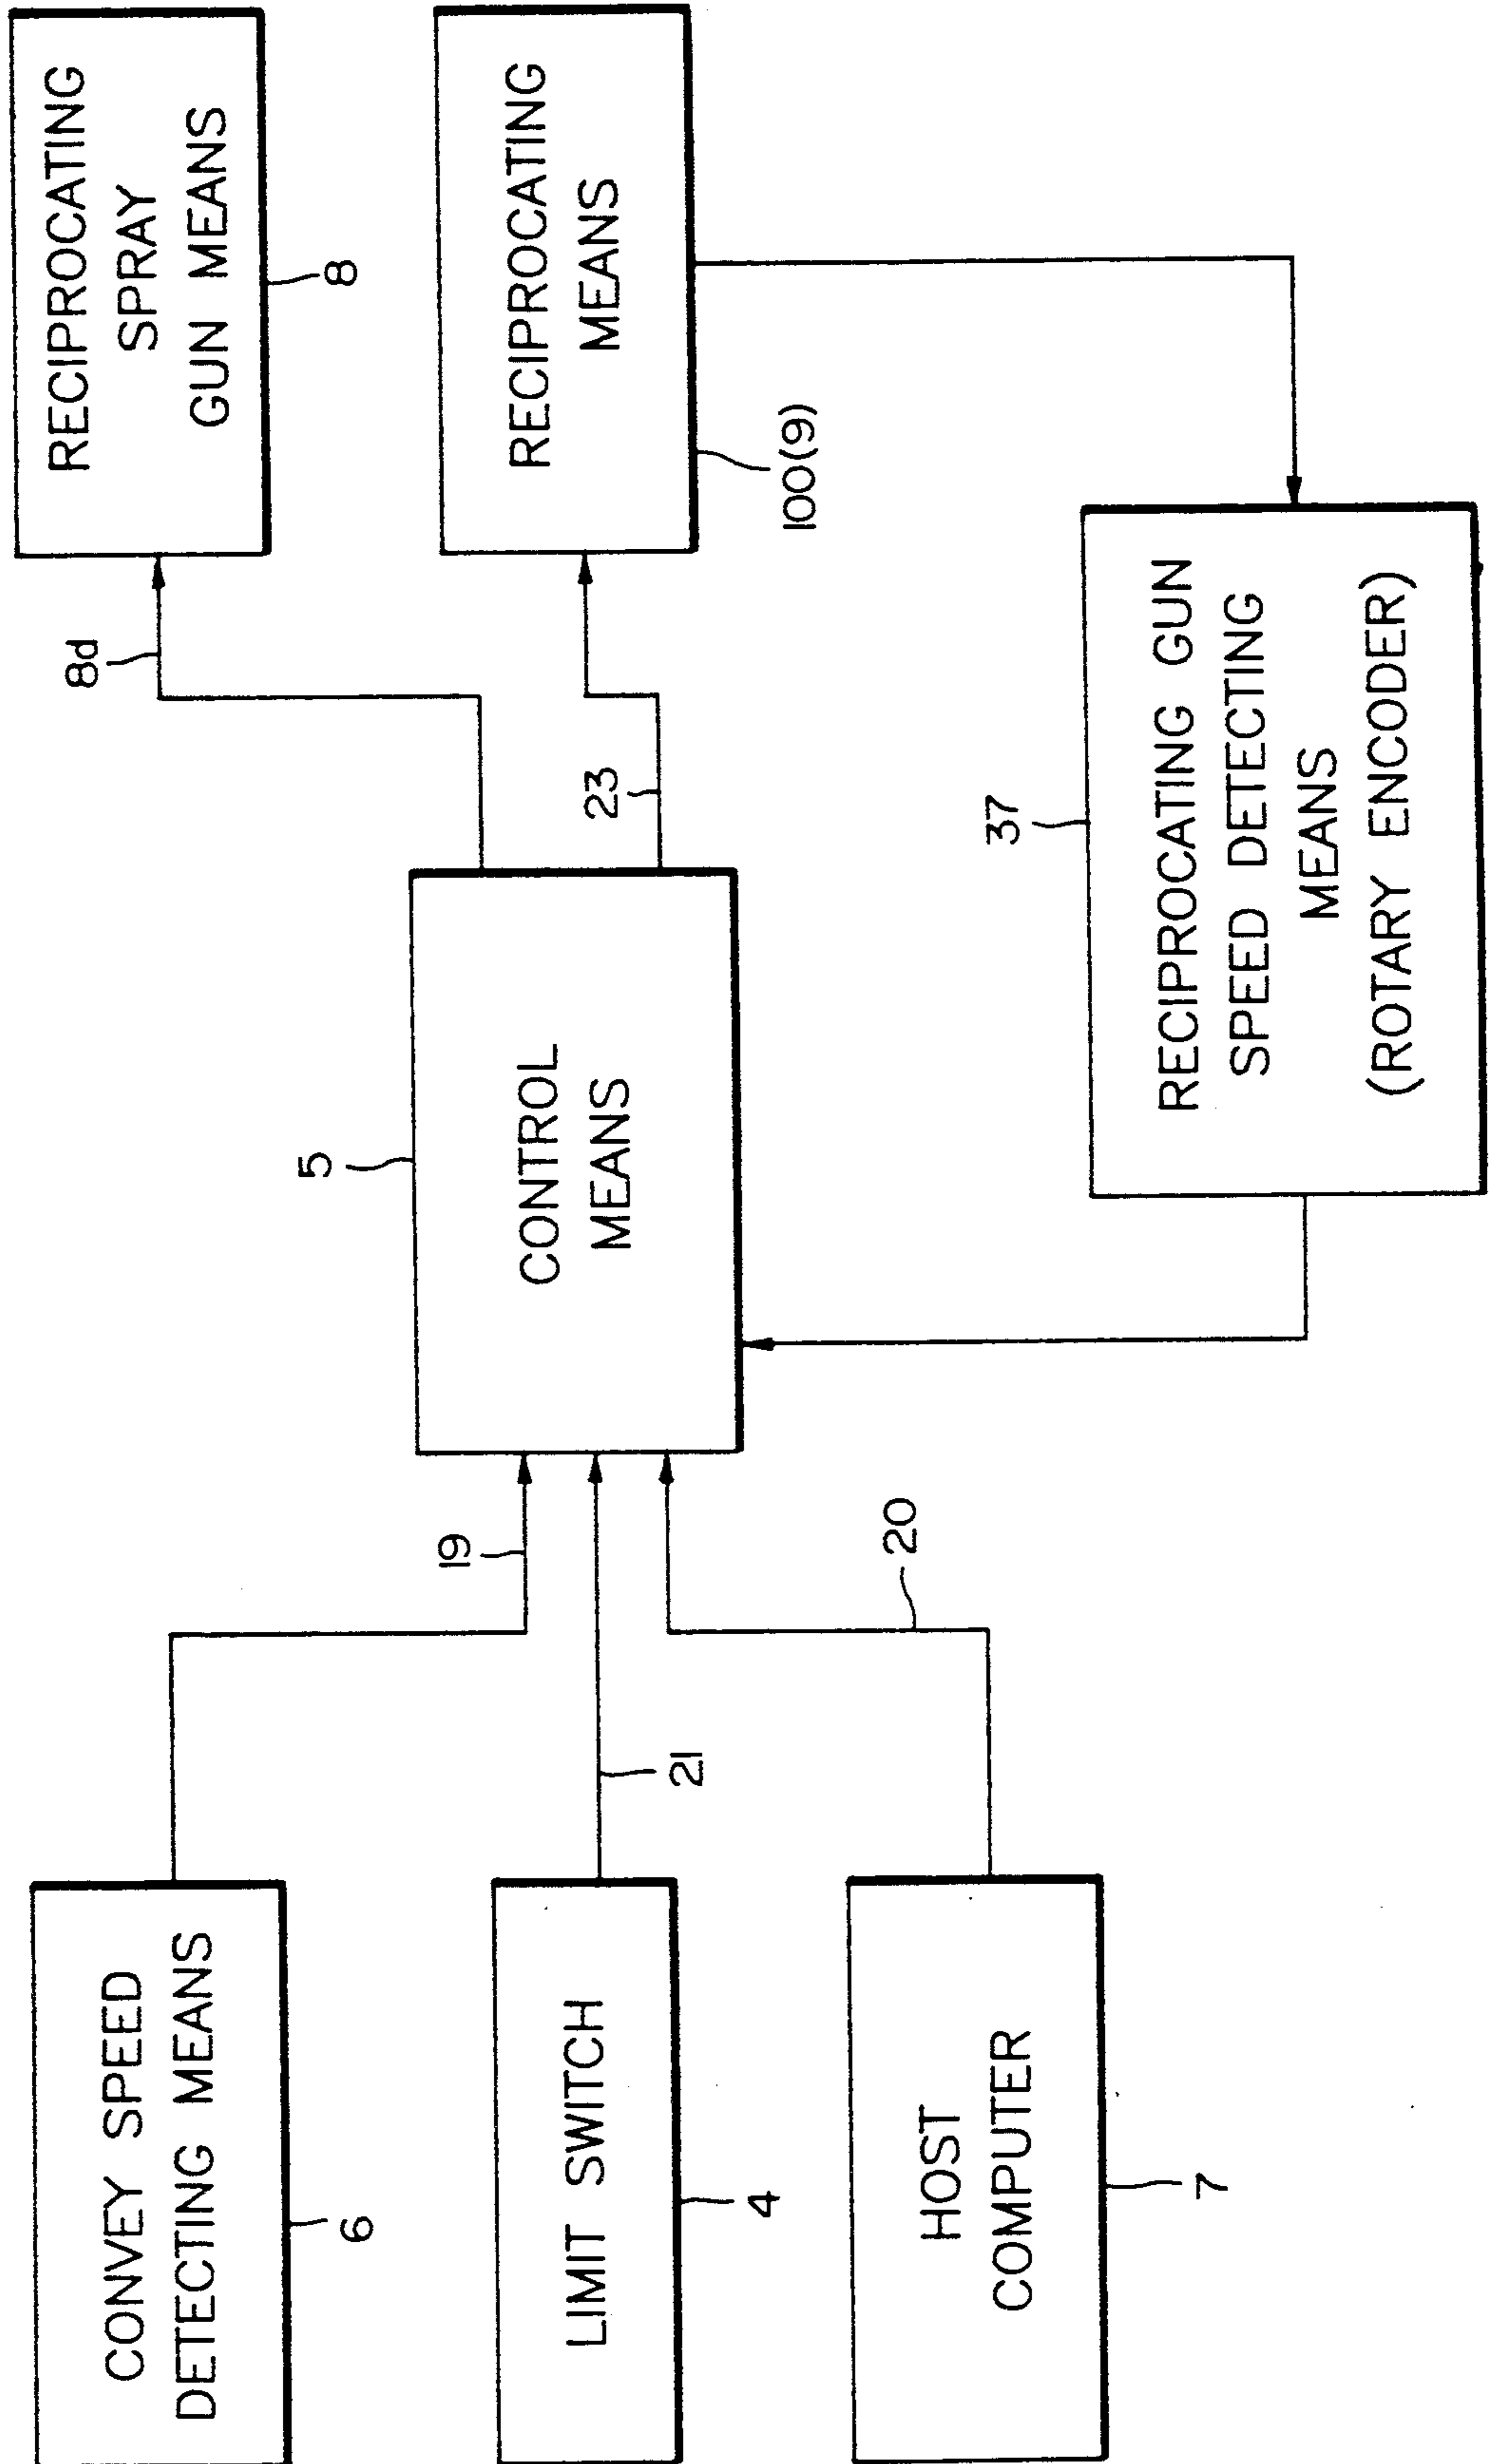 CONVEY SPEED
DETECTING MEANS
6
LIMIT SWITCH
4
HOST
COMPUTER
7
19
21
20
5
CONTROL
MEANS
8d
23
RECIPROCATING
SPRAY
GUN MEANS
8
RECIPROCATING
MEANS
100(9)
37
RECIPROCATING GUN
SPEED DETECTING
MEANS
(ROTARY ENCODER)